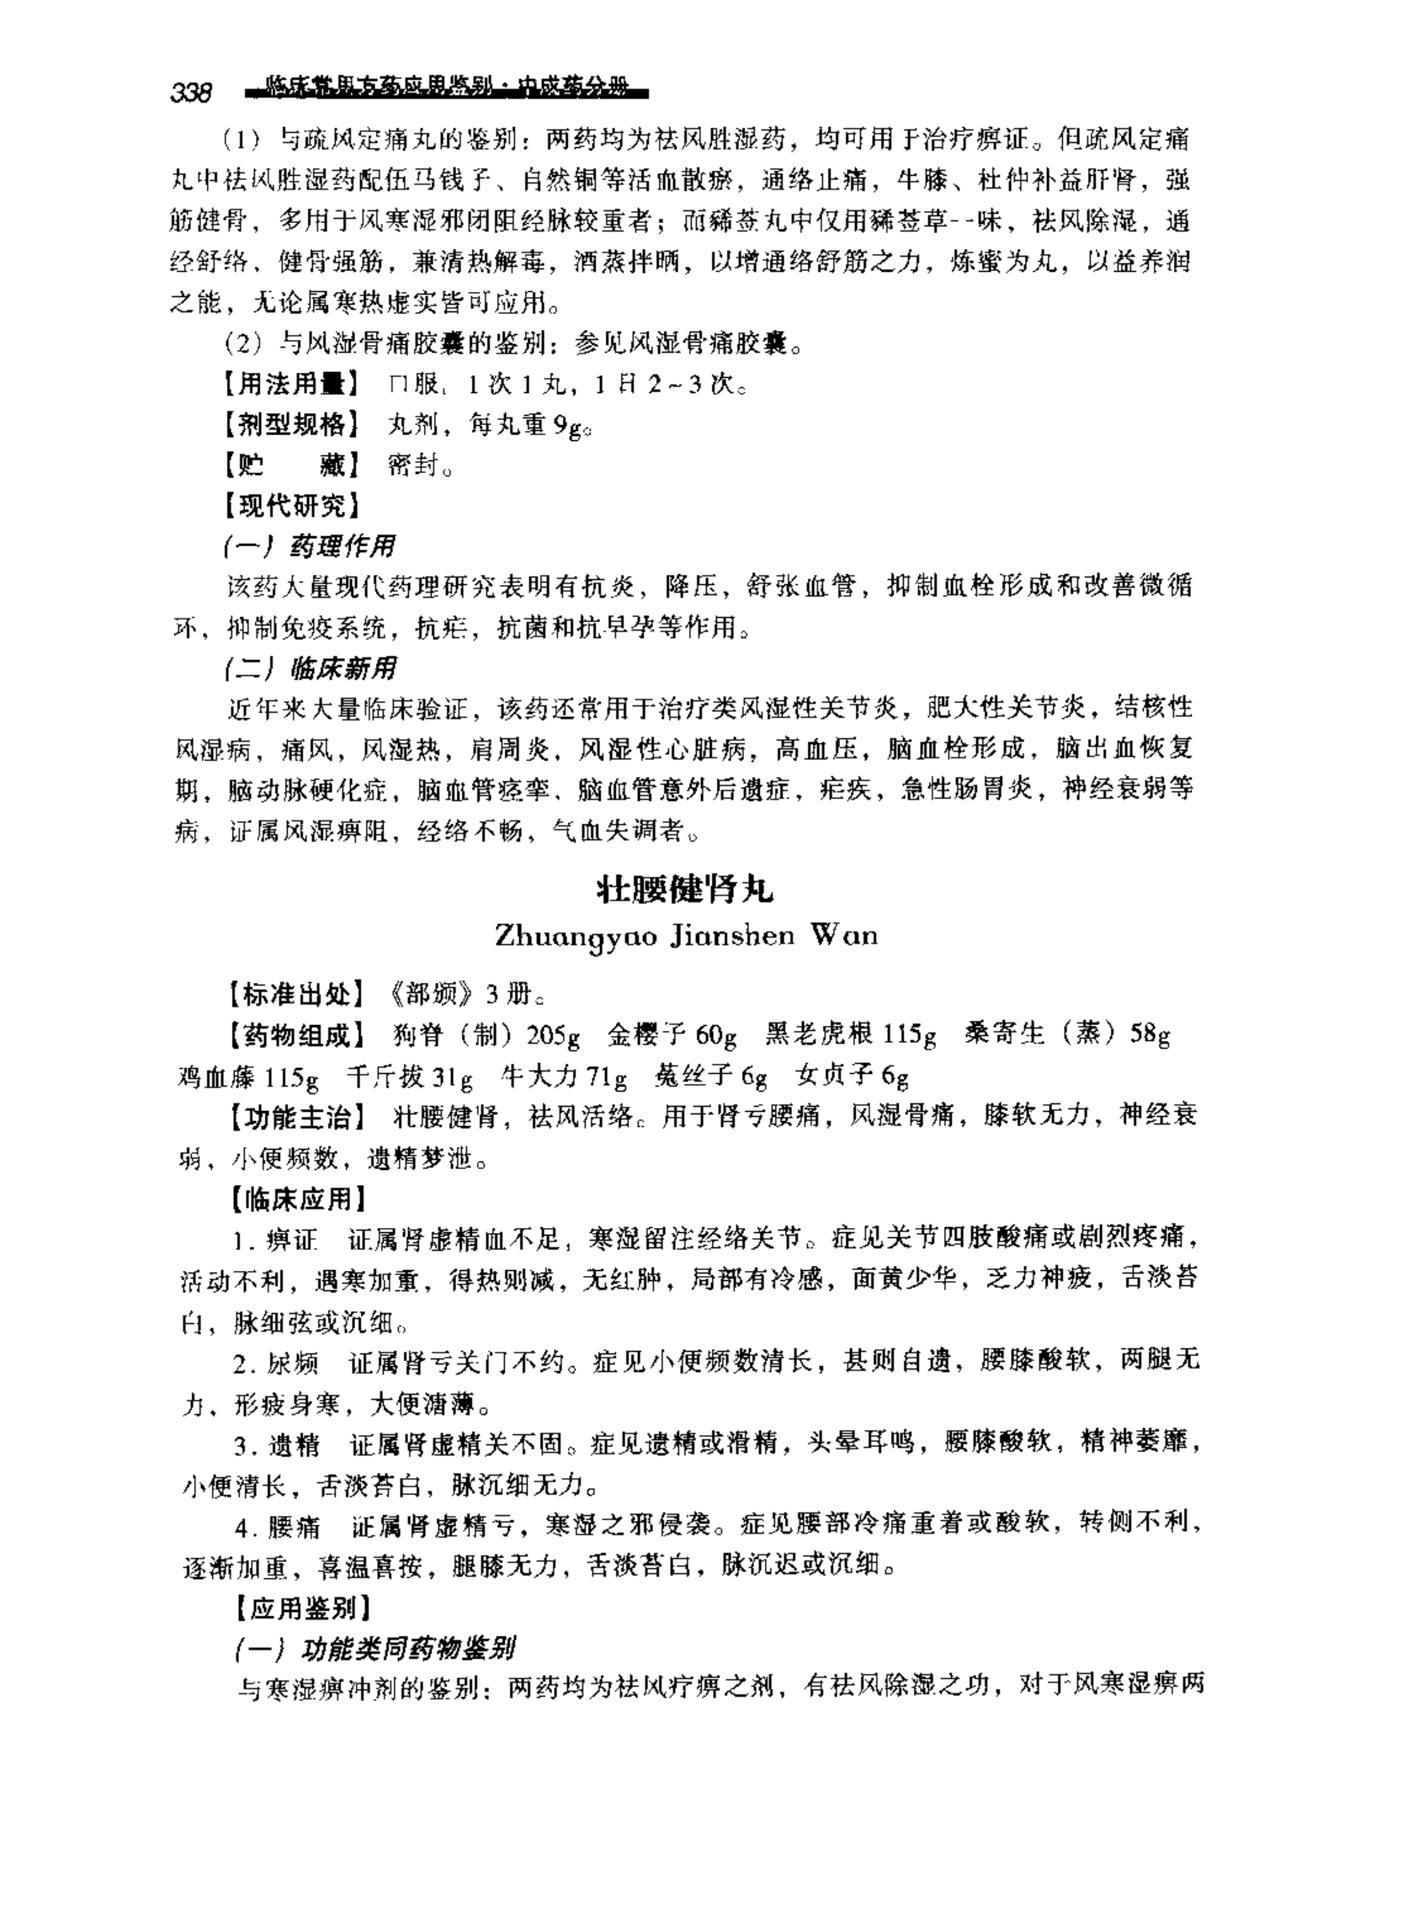 338 临床常用方药应用鉴别·中成药分册
（1）与疏风定痛丸的鉴别：两药均为祛风胜湿药，均可用于治疗痹证。但疏风定痛
丸中祛风胜湿药配伍马钱子、自然铜等活血散瘀，通络止痛，牛膝、杜仲补益肝肾，强
筋健骨，多用于风寒湿邪闭阻经脉较重者；而豨莶丸中仅用豨莶草一味，祛风除湿，通
经舒络，健骨强筋，兼清热解毒，酒蒸拌晒，以增通络舒筋之力，炼蜜为丸，以益养润
之能，无论属寒热虚实皆可应用。
（2）与风湿骨痛胶囊的鉴别：参见风湿骨痛胶囊。
【用法用量】 口服，1次1丸，1日2~3次。
【剂型规格】 丸剂，每丸重9g。
【贮　　藏】 密封。
【现代研究】
（一）药理作用
该药大量现代药理研究表明有抗炎，降压，舒张血管，抑制血栓形成和改善微循
环，抑制免疫系统，抗疟，抗菌和抗早孕等作用。
（二）临床新用
近年来大量临床验证，该药还常用于治疗类风湿性关节炎，肥大性关节炎，结核性
风湿病，痛风，风湿热，肩周炎，风湿性心脏病，高血压，脑血栓形成，脑出血恢复
期，脑动脉硬化症，脑血管痉挛、脑血管意外后遗症，疟疾，急性肠胃炎，神经衰弱等
病，证属风湿痹阻，经络不畅，气血失调者。
壮腰健肾丸
Zhuangyao Jianshen Wan
【标准出处】《部颁》3册。
【药物组成】 狗脊（制）205g　金樱子60g　黑老虎根115g　桑寄生（蒸）58g
鸡血藤115g　千斤拔31g　牛大力71g　菟丝子6g　女贞子6g
【功能主治】 壮腰健肾，祛风活络。用于肾亏腰痛，风湿骨痛，膝软无力，神经衰
弱，小便频数，遗精梦泄。
【临床应用】
1. 痹证　证属肾虚精血不足，寒湿留注经络关节。症见关节四肢酸痛或剧烈疼痛，
活动不利，遇寒加重，得热则减，无红肿，局部有冷感，面黄少华，乏力神疲，舌淡苔
白，脉细弦或沉细。
2. 尿频　证属肾亏关门不约。症见小便频数清长，甚则自遗，腰膝酸软，两腿无
力，形疲身寒，大便溏薄。
3. 遗精　证属肾虚精关不固。症见遗精或滑精，头晕耳鸣，腰膝酸软，精神萎靡，
小便清长，舌淡苔白，脉沉细无力。
4. 腰痛　证属肾虚精亏，寒湿之邪侵袭。症见腰部冷痛重着或酸软，转侧不利，
逐渐加重，喜温喜按，腿膝无力，舌淡苔白，脉沉迟或沉细。
【应用鉴别】
（一）功能类同药物鉴别
与寒湿痹冲剂的鉴别：两药均为祛风疗痹之剂，有祛风除湿之功，对于风寒湿痹两